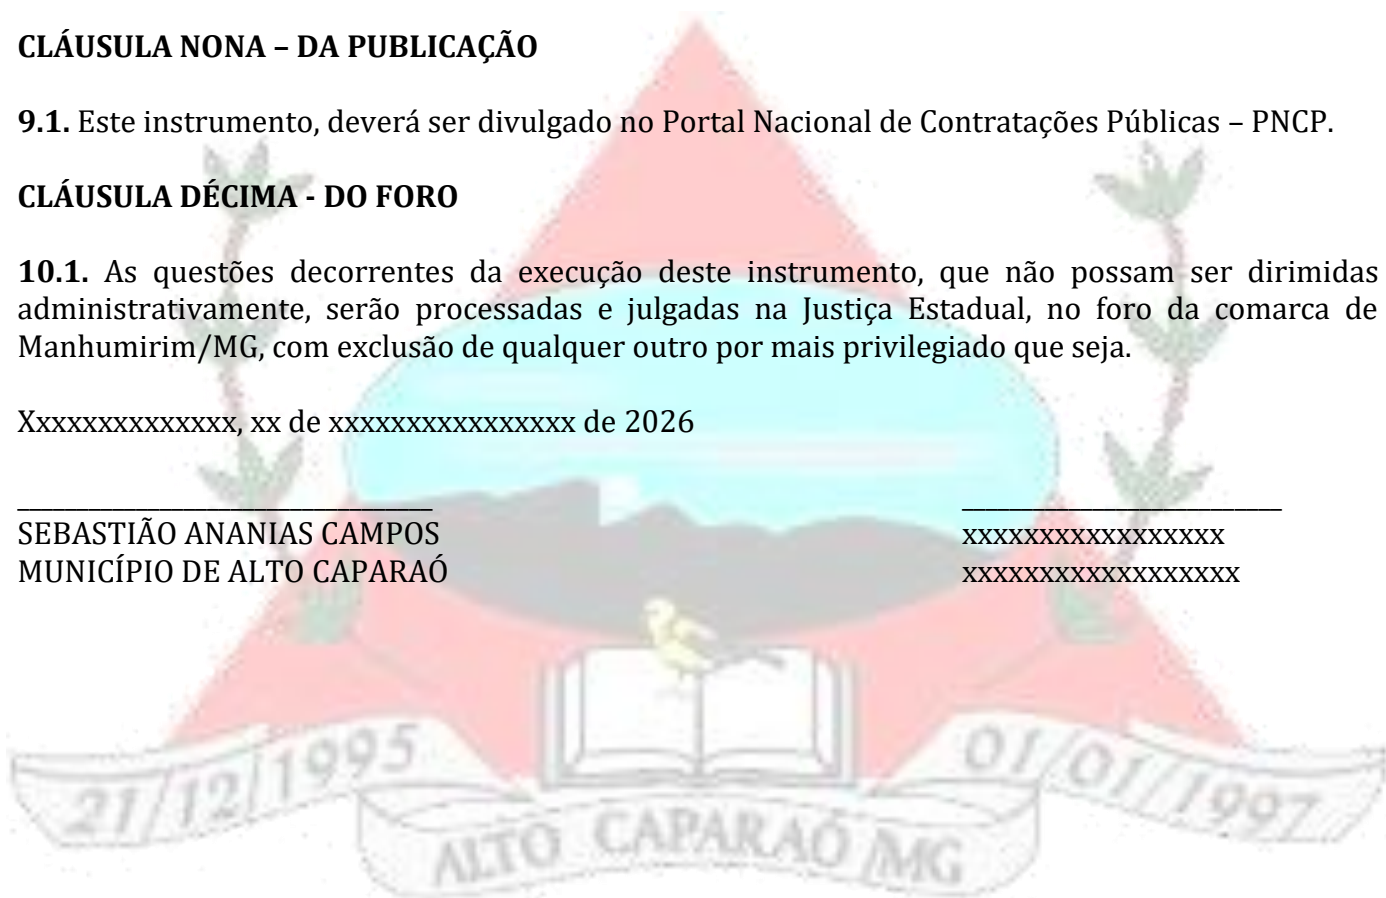 CLÁUSULA NONA – DA PUBLICAÇÃO
9.1. Este instrumento, deverá ser divulgado no Portal Nacional de Contratações Públicas – PNCP.
CLÁUSULA DÉCIMA - DO FORO
10.1. As questões decorrentes da execução deste instrumento, que não possam ser dirimidas
administrativamente, serão processadas e julgadas na Justiça Estadual, no foro da comarca de
Manhumirim/MG, com exclusão de qualquer outro por mais privilegiado que seja.
Xxxxxxxxxxxxxxx, xx de xxxxxxxxxxxxxxxx de 2026
__________________________________ __________________________
SEBASTIÃO ANANIAS CAMPOS xxxxxxxxxxxxxxxxx
MUNICÍPIO DE ALTO CAPARAÓ xxxxxxxxxxxxxxxxxx
21/12/1995 01/01/1997
ALTO CAPARAÓ MG